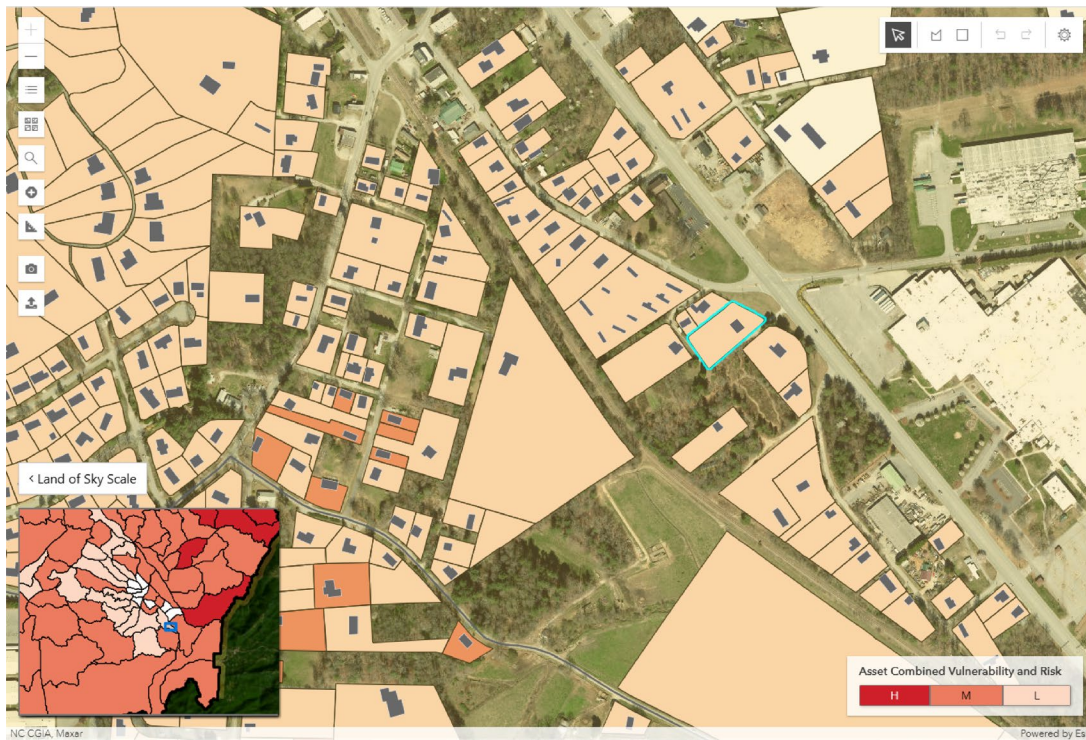 < Land of Sky Scale
Asset Combined Vulnerability and Risk
H M L
NC CGIA, Maxar
Powered by Es